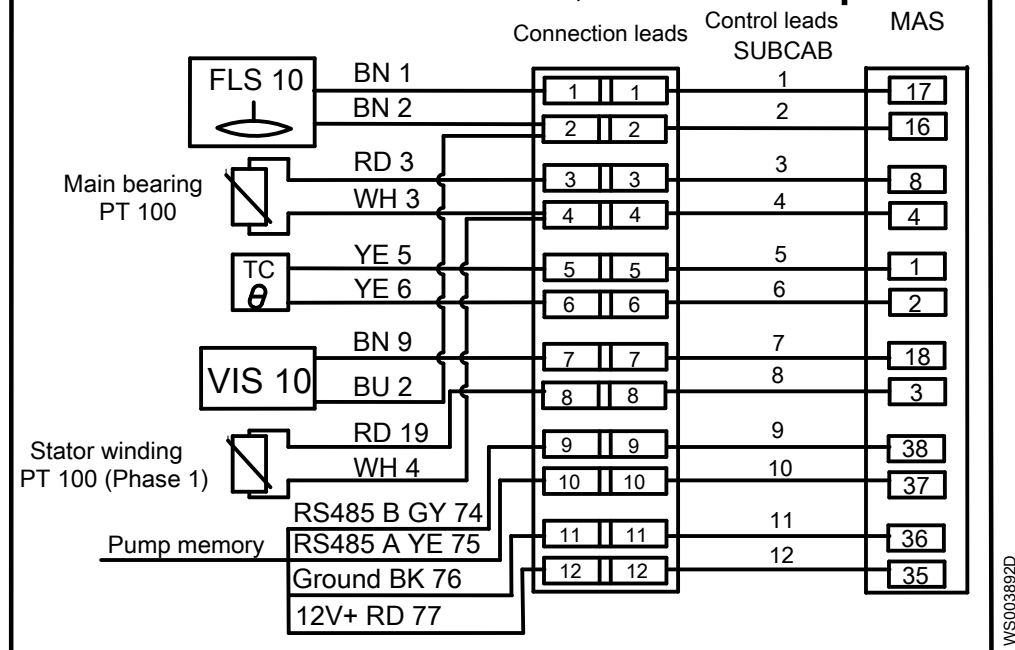 Connection leads
Control leads
SUBCAB
MAS
FLS 10
BN 1
1 1
1
17
BN 2
2 2
2
16
Main bearing
PT 100
RD 3
3 3
3
8
WH 3
4 4
4
4
TC
θ
YE 5
5 5
5
1
YE 6
6 6
6
2
VIS 10
BN 9
7 7
7
18
BU 2
8 8
8
3
Stator winding
PT 100 (Phase 1)
RD 19
9 9
9
38
WH 4
10 10
10
37
Pump memory
RS485 B GY 74
RS485 A YE 75
11 11
11
36
Ground BK 76
12 12
12
35
12V+ RD 77
WS003892D